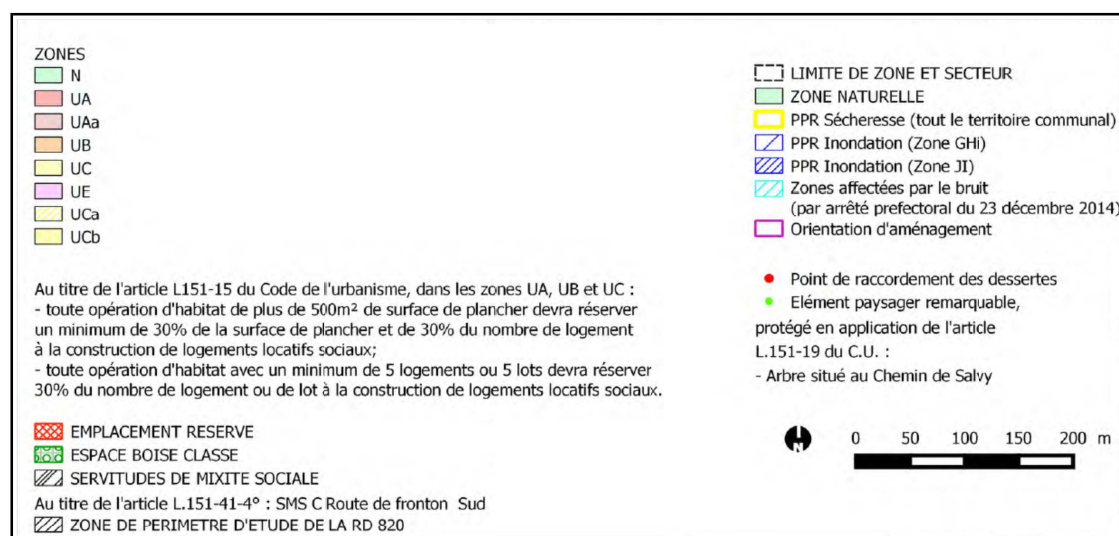 ZONES
N
UA
UAa
UB
UC
UE
UCa
UCb
Au titre de l'article L151-15 du Code de l'urbanisme, dans les zones UA, UB et UC :
- toute opération d'habitat de plus de 500m² de surface de plancher devra réserver
un minimum de 30% de la surface de plancher et de 30% du nombre de logement
à la construction de logements locatifs sociaux;
- toute opération d'habitat avec un minimum de 5 logements ou 5 lots devra réserver
30% du nombre de logement ou de lot à la construction de logements locatifs sociaux.
EMPLACEMENT RESERVE
ESPACE BOISE CLASSE
SERVITUDES DE MIXITE SOCIALE
Au titre de l'article L.151-41-4° : SMS C Route de fronton Sud
ZONE DE PERIMETRE D'ETUDE DE LA RD 820
LIMITE DE ZONE ET SECTEUR
ZONE NATURELLE
PPR Sécheresse (tout le territoire communal)
PPR Inondation (Zone GHi)
PPR Inondation (Zone JI)
Zones affectées par le bruit
(par arrêté prefectoral du 23 décembre 2014)
Orientation d'aménagement
Point de raccordement des dessertes
Elément paysager remarquable,
protégé en application de l'article
L.151-19 du C.U. :
- Arbre situé au Chemin de Salvy
N
0 50 100 150 200 m